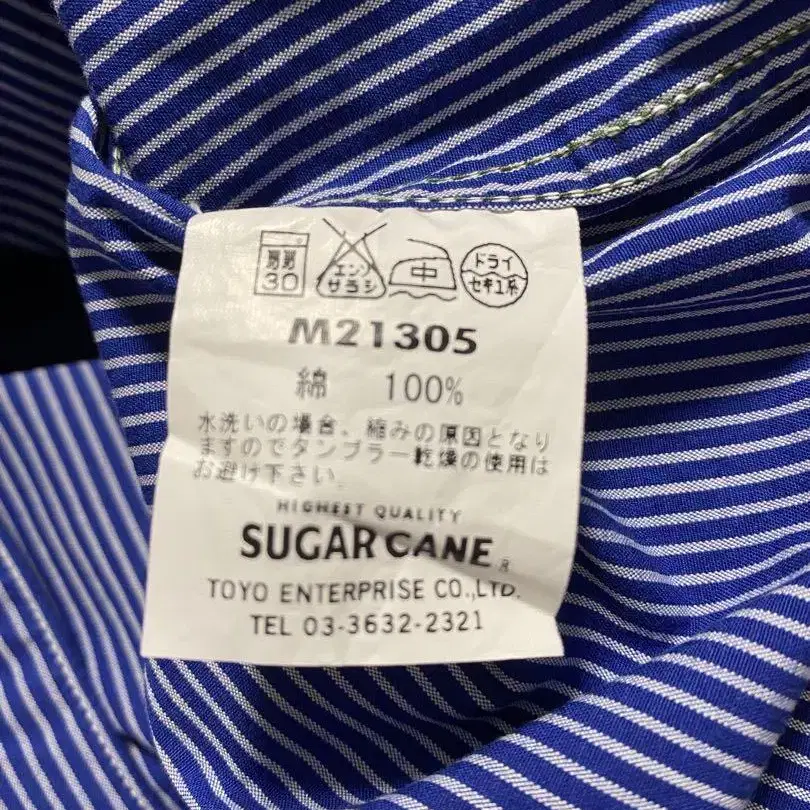 30 エンソ サラシ 中 ドライ セキユ系
M21305
綿 100%
水洗いの場合、縮みの原因となり
ますのでタンブラー乾燥の使用は
お避け下さい.
HIGHEST QUALITY
SUGAR CANE®
TOYO ENTERPRISE CO.,LTD.
TEL 03-3632-2321